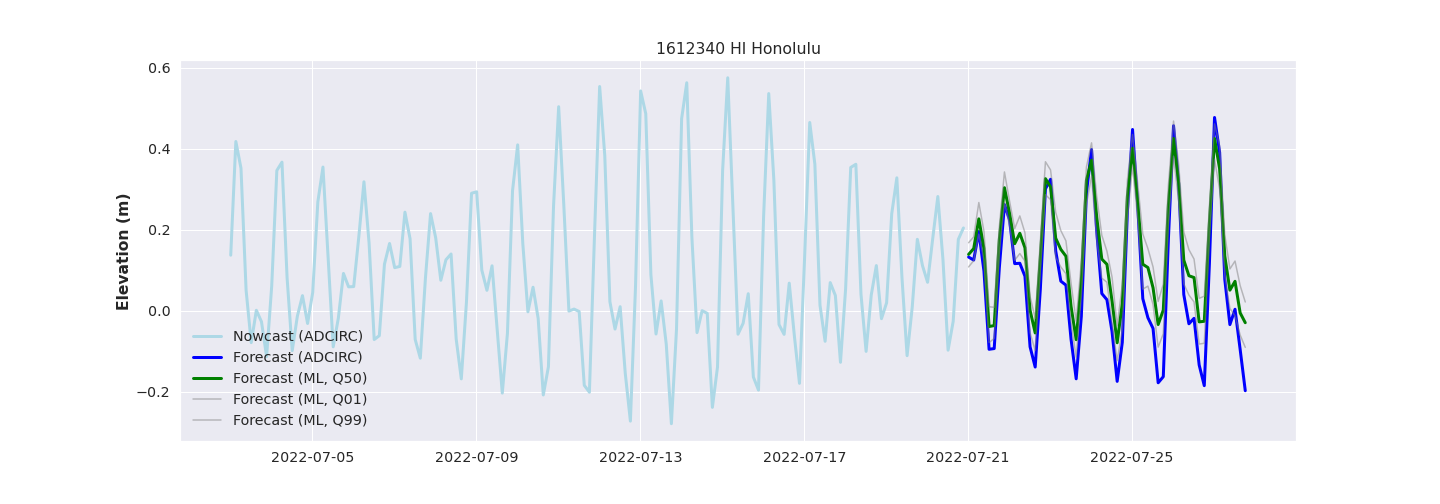 1612340 HI Honolulu
Elevation (m)
0.6
0.4
0.2
0.0
−0.2
Nowcast (ADCIRC)
Forecast (ADCIRC)
Forecast (ML, Q50)
Forecast (ML, Q01)
Forecast (ML, Q99)
2022-07-05
2022-07-09
2022-07-13
2022-07-17
2022-07-21
2022-07-25